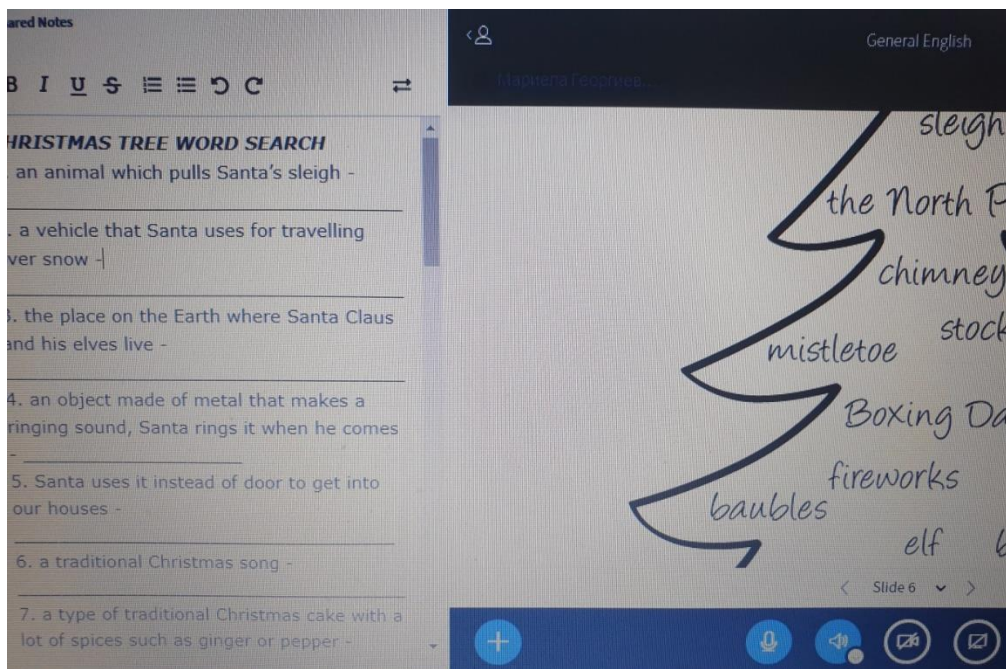 ared Notes
B I U S
HRISTMAS TREE WORD SEARCH
. an animal which pulls Santa's sleigh -
. a vehicle that Santa uses for travelling
ver snow -
3. the place on the Earth where Santa Claus
and his elves live -
4. an object made of metal that makes a
ringing sound, Santa rings it when he comes
-
5. Santa uses it instead of door to get into
our houses -
6. a traditional Christmas song -
7. a type of traditional Christmas cake with a
lot of spices such as ginger or pepper -
General English
Мариела Георгиев...
sleigh
the North P
chimney
stock
mistletoe
Boxing Da
fireworks
baubles
elf b
Slide 6